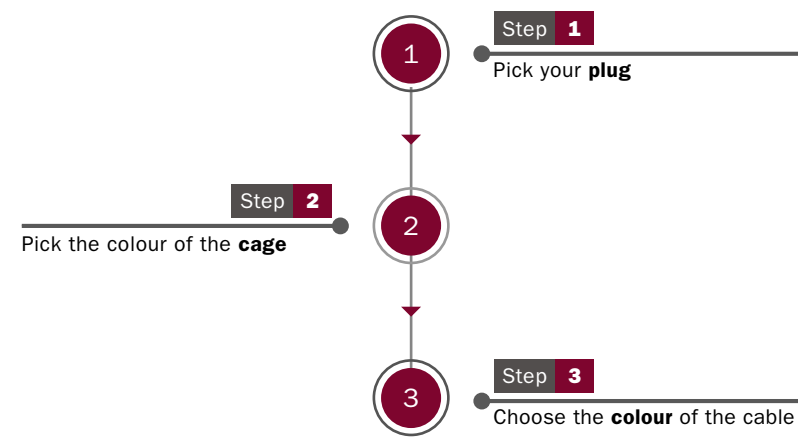 Step 1
1
Pick your plug
Step 2
2
Pick the colour of the cage
Step 3
3
Choose the colour of the cable